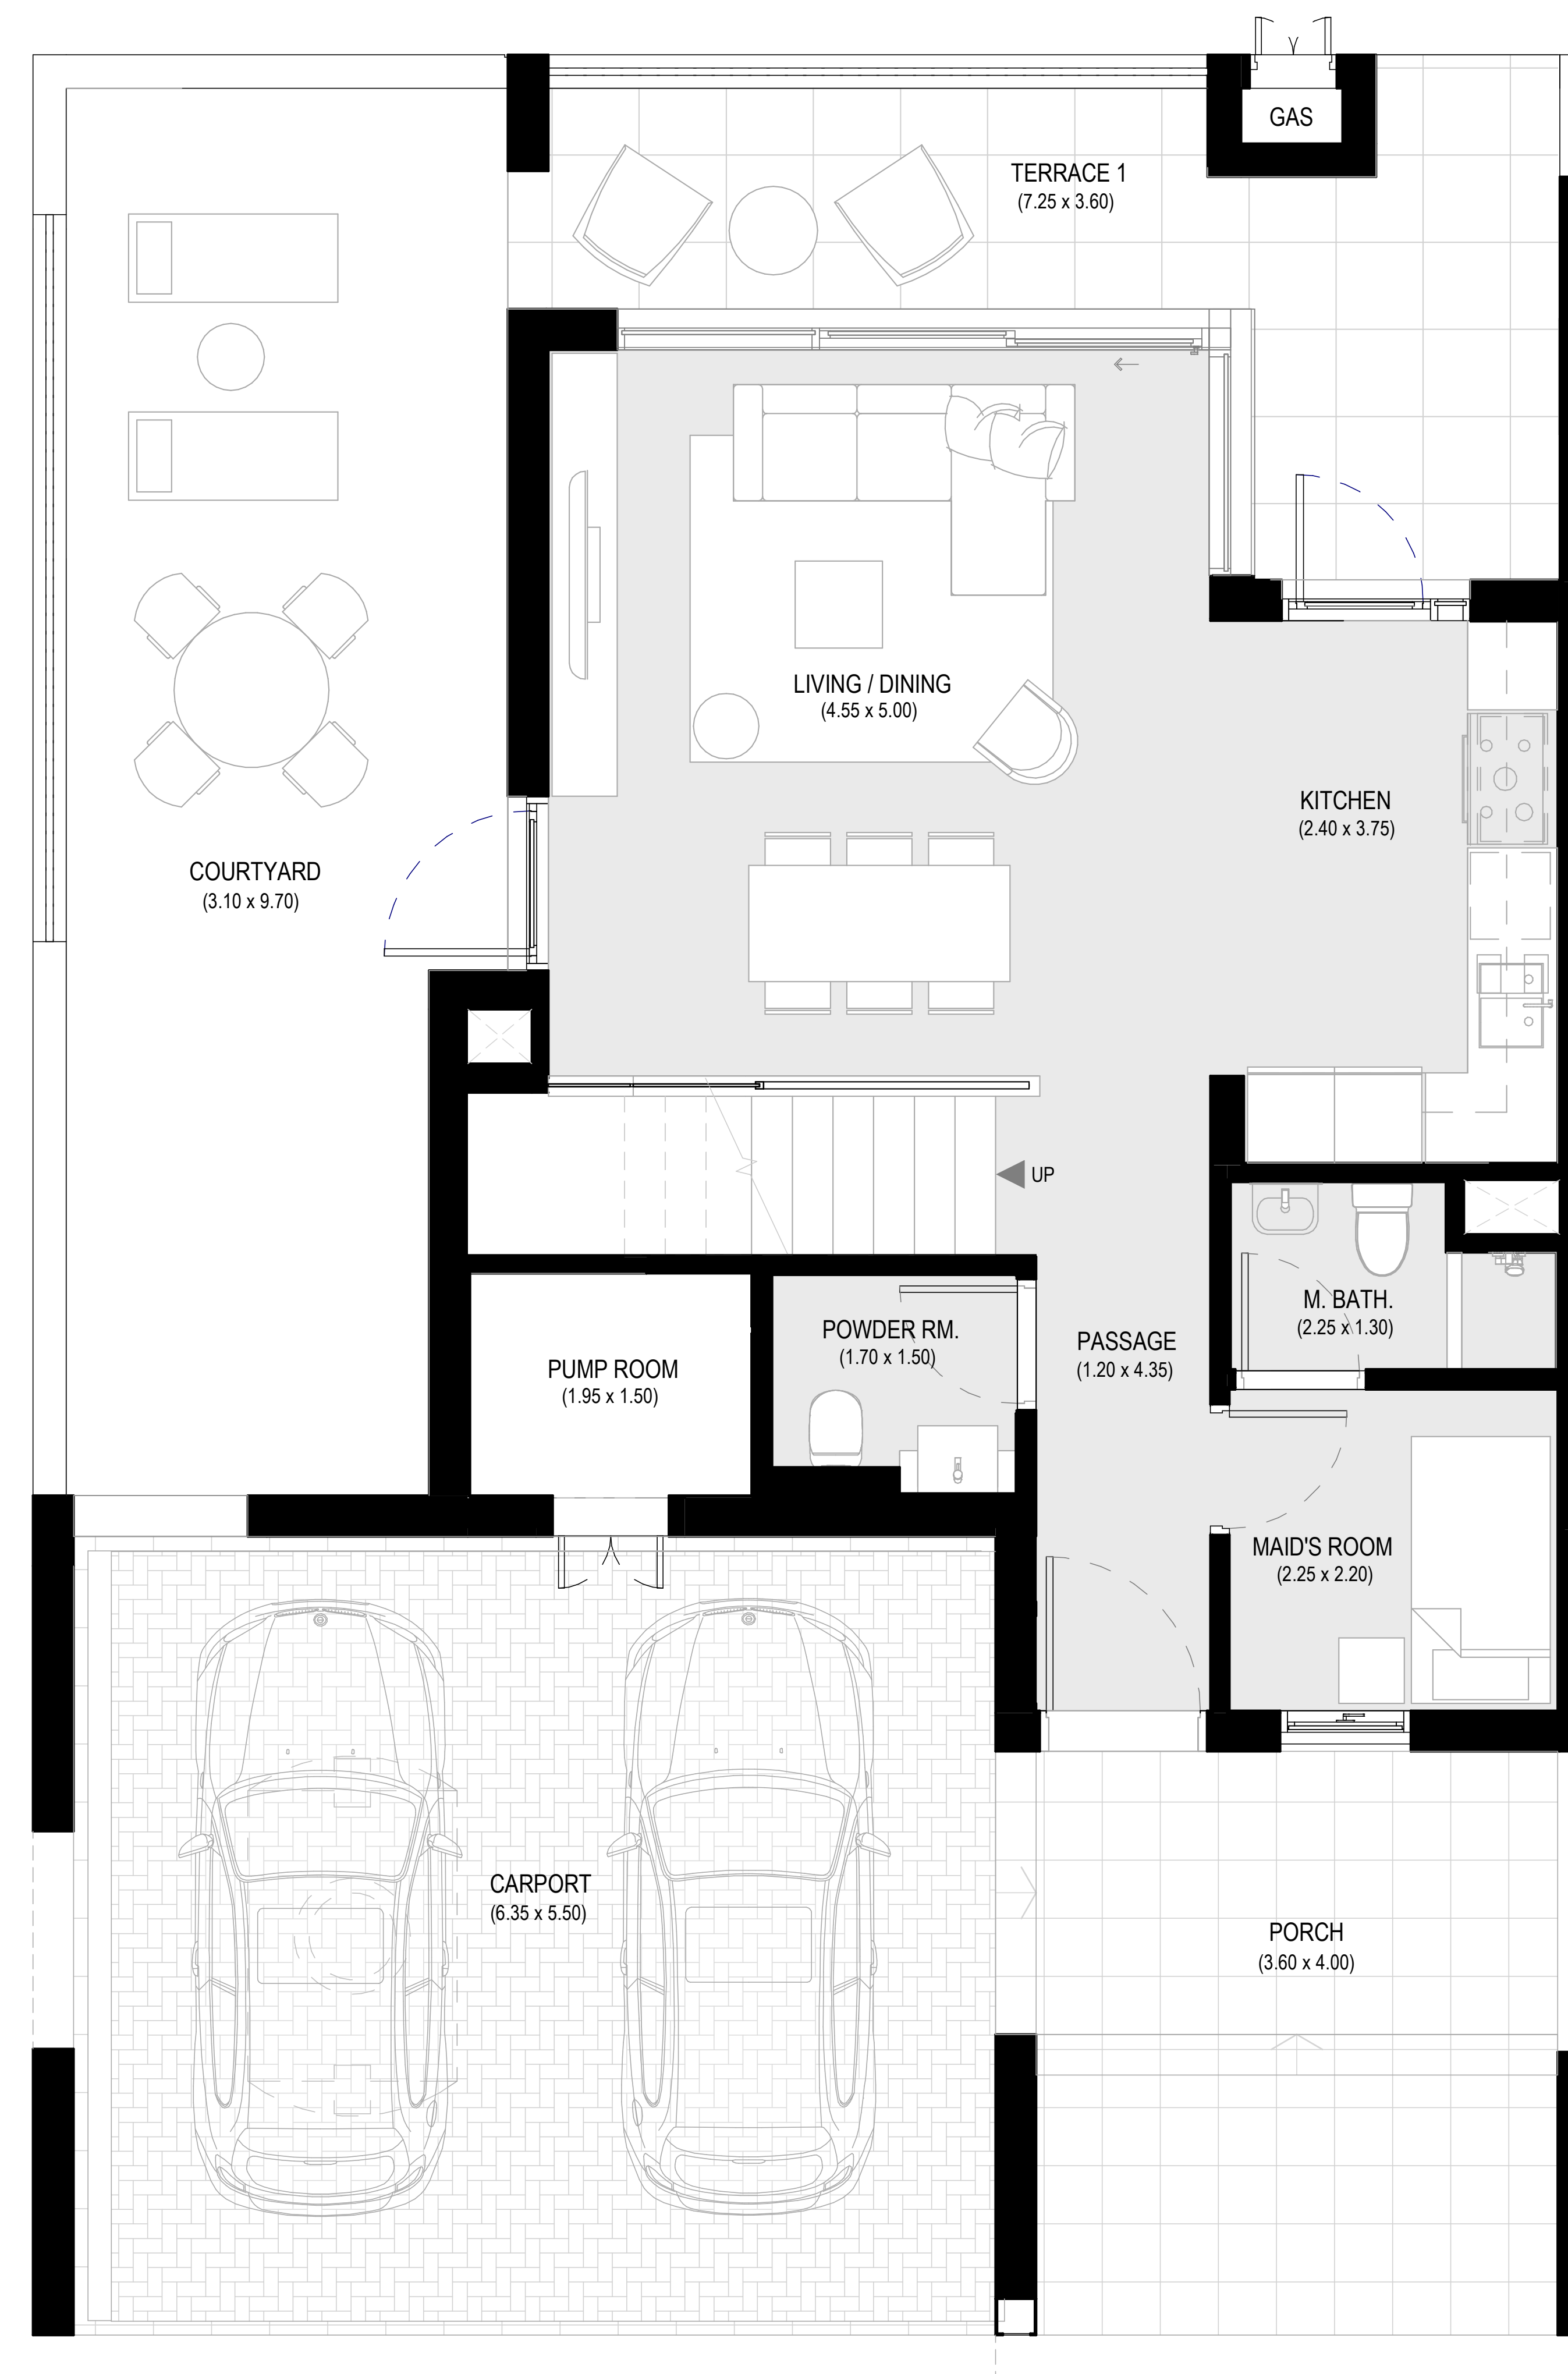 GAS
TERRACE 1
(7.25 x 3.60)
LIVING / DINING
(4.55 x 5.00)
KITCHEN
(2.40 x 3.75)
COURTYARD
(3.10 x 9.70)
UP
M. BATH.
(2.25 x 1.30)
POWDER RM.
(1.70 x 1.50)
PASSAGE
(1.20 x 4.35)
PUMP ROOM
(1.95 x 1.50)
MAID'S ROOM
(2.25 x 2.20)
CARPORT
(6.35 x 5.50)
PORCH
(3.60 x 4.00)